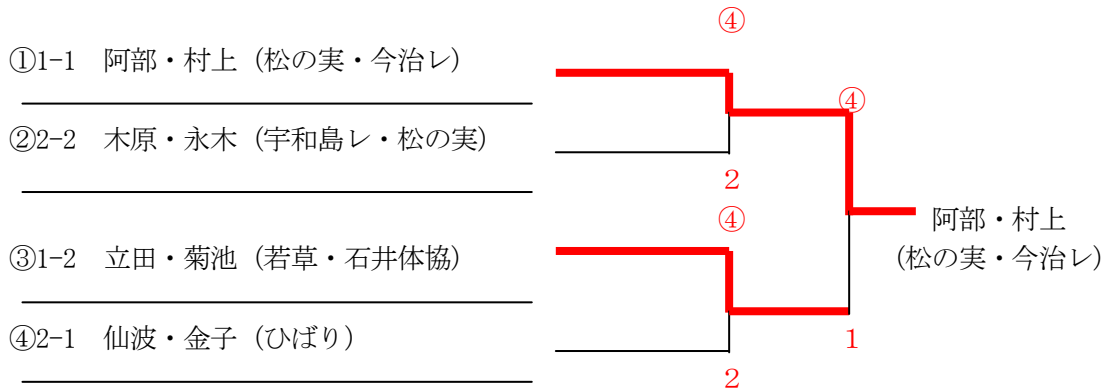 ④
①1-1　阿部・村上（松の実・今治レ）
④
②2-2　木原・永木（宇和島レ・松の実）
2
④
阿部・村上
（松の実・今治レ）
③1-2　立田・菊池（若草・石井体協）
④2-1　仙波・金子（ひばり）
1
2